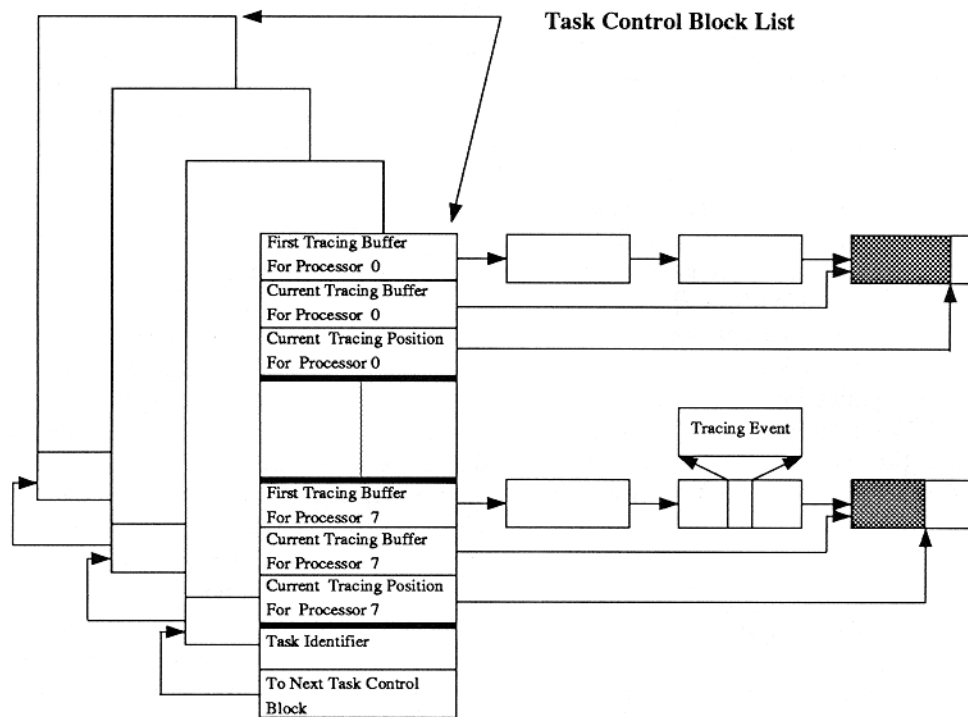 Task Control Block List
First Tracing Buffer
For Processor 0
Current Tracing Buffer
For Processor 0
Current Tracing Position
For Processor 0
Tracing Event
First Tracing Buffer
For Processor 7
Current Tracing Buffer
For Processor 7
Current Tracing Position
For Processor 7
Task Identifier
To Next Task Control
Block